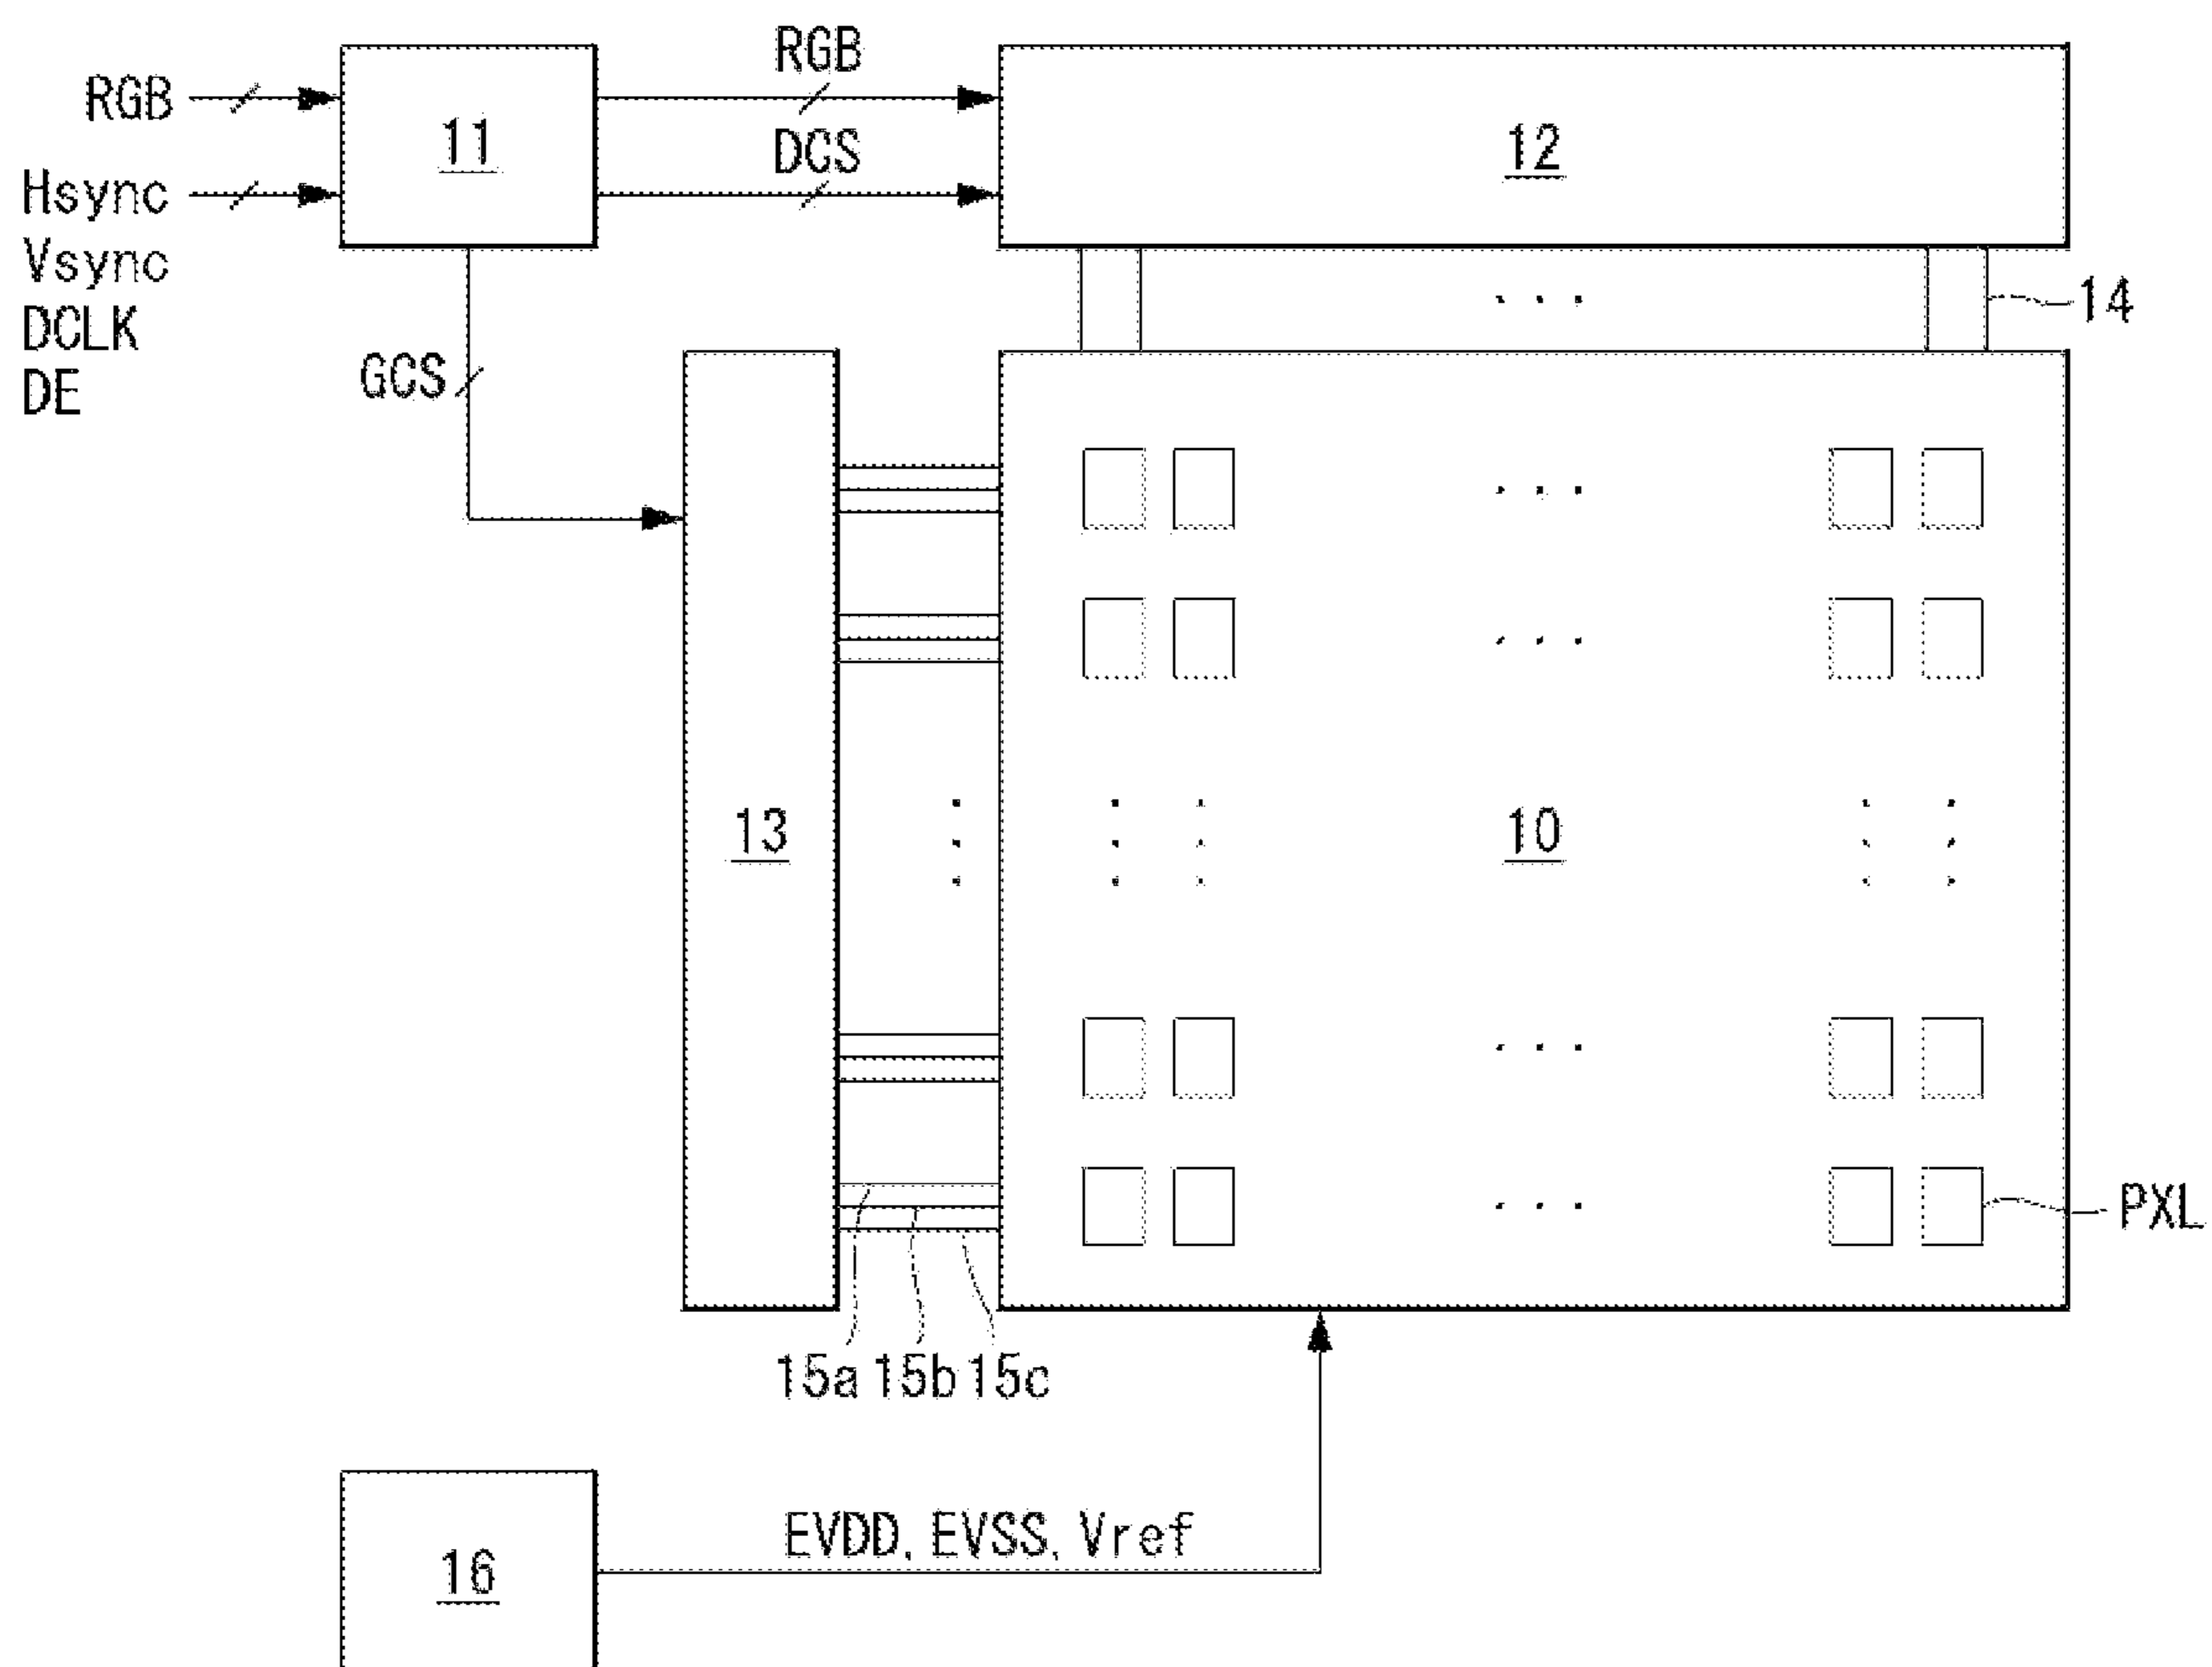 RGB
RGB
11
12
DCS
Hsync
Vsync
DCLK
DE
14
GCS
13
10
PXL
15a 15b 15c
EVDD, EVSS, Vref
16